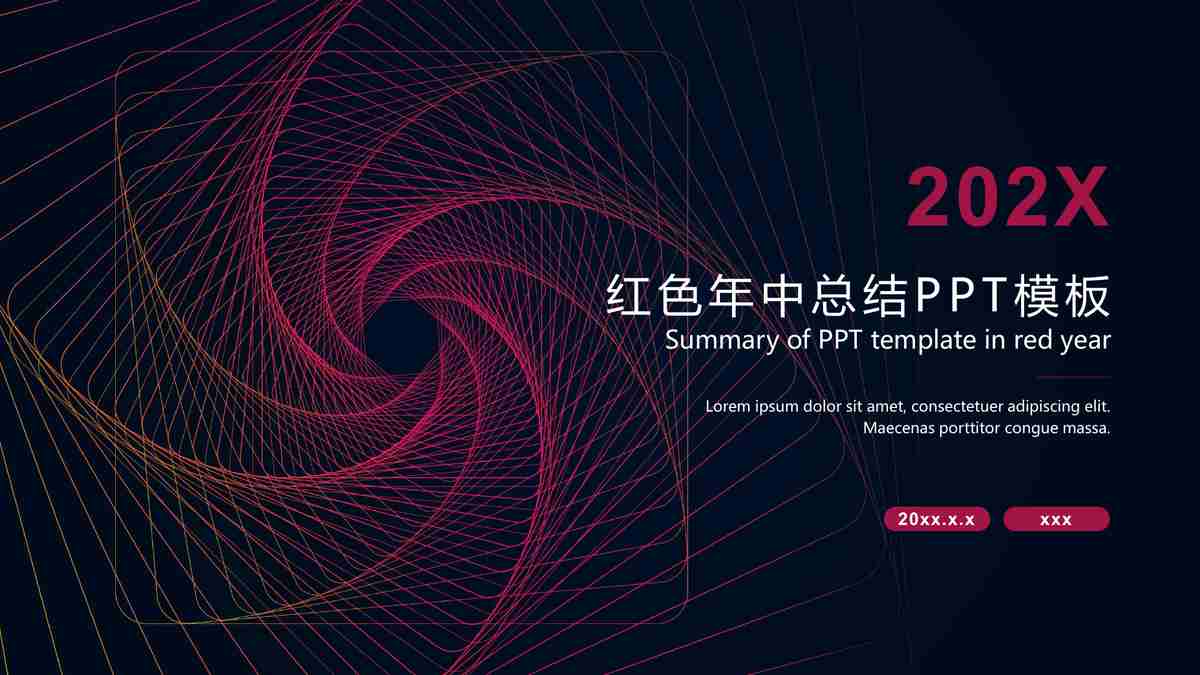 202X
红色年中总结PPT模板
Summary of PPT template in red year
Lorem ipsum dolor sit amet, consectetuer adipiscing elit.
Maecenas porttitor congue massa.
20xx.x.x
xxx